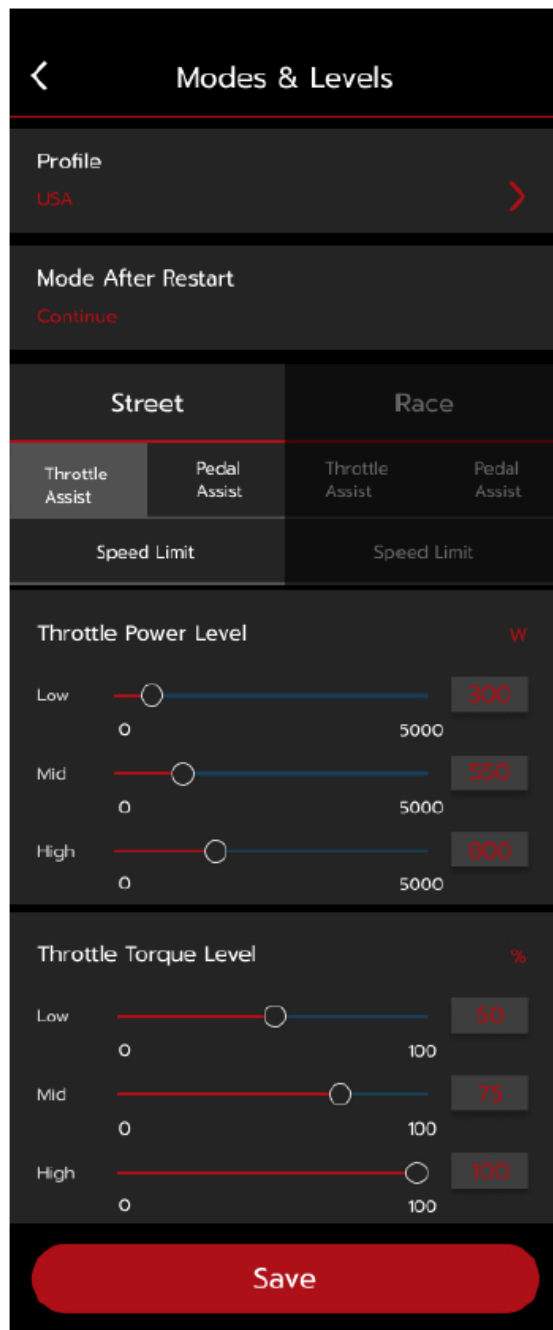 Modes & Levels
Profile
USA
Mode After Restart
Continue
Street Race
Throttle Assist Pedal Assist Throttle Assist Pedal Assist
Speed Limit Speed Limit
Throttle Power Level W
Low 300
0 5000
Mid 550
0 5000
High 800
0 5000
Throttle Torque Level %
Low 50
0 100
Mid 75
0 100
High 100
0 100
Save